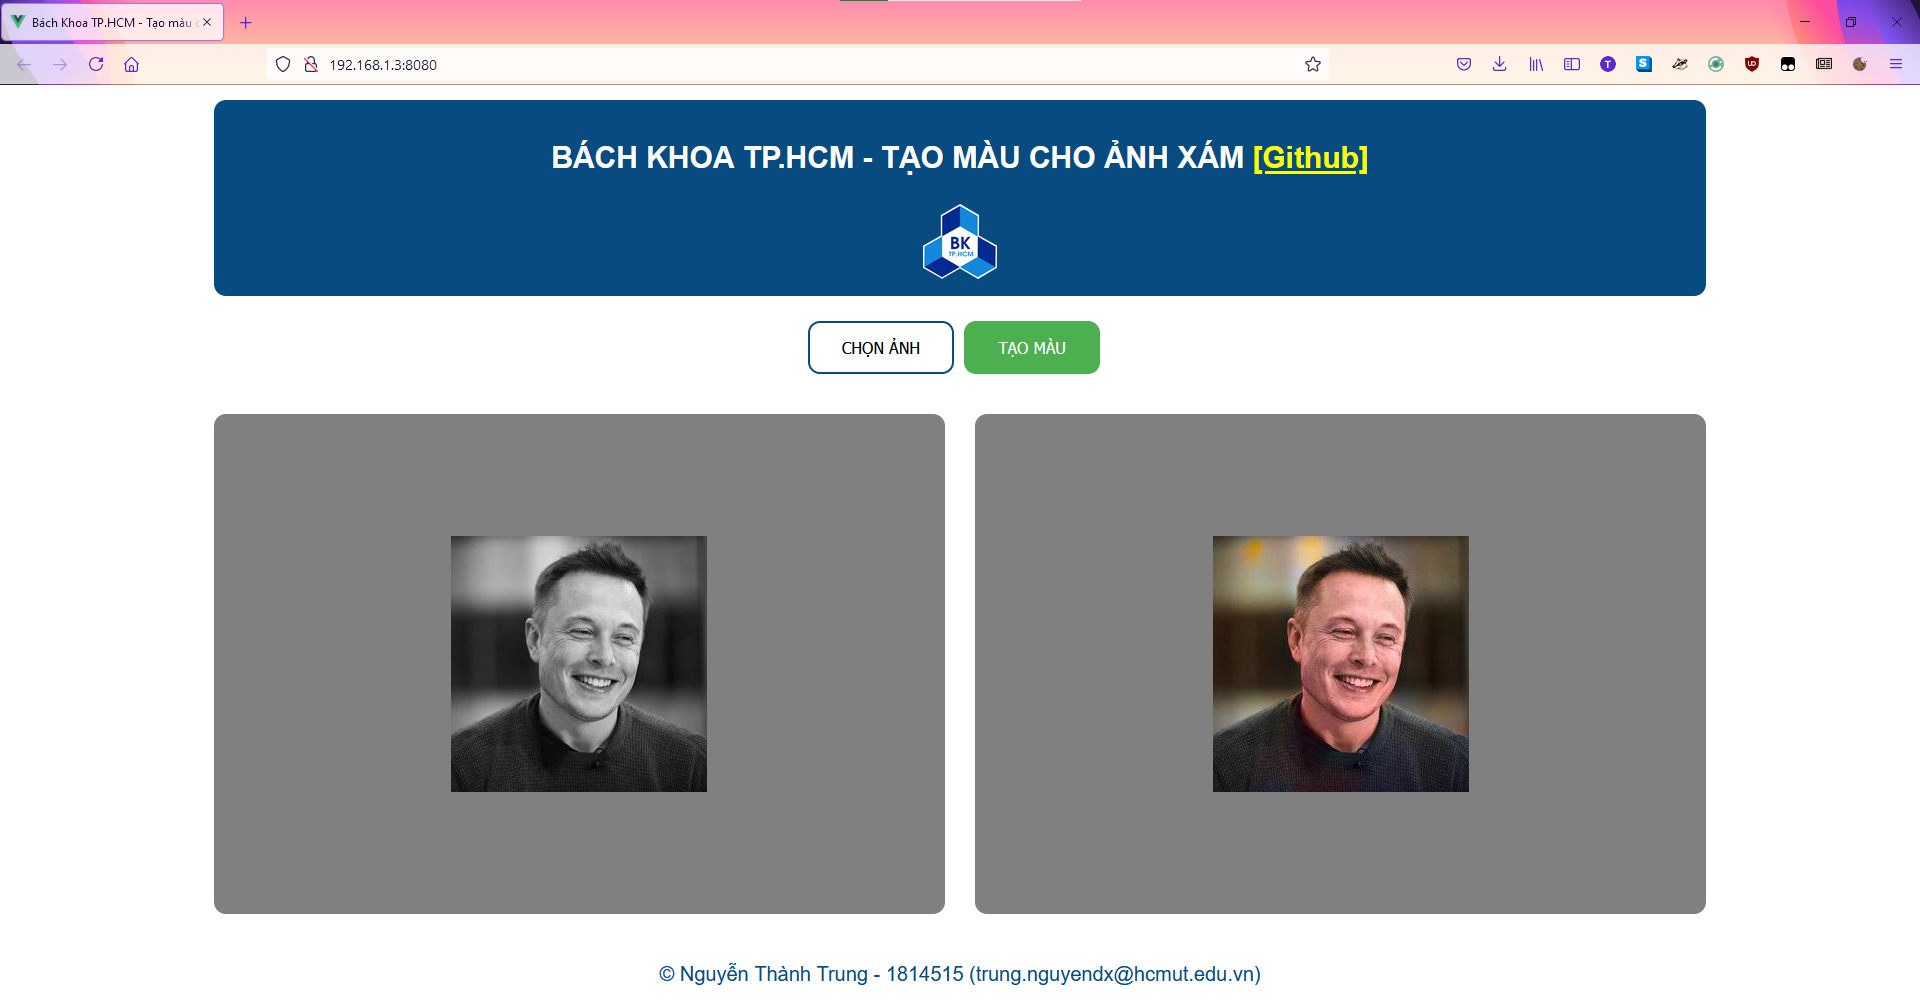 Bách Khoa TP.HCM - Tạo màu
192.168.1.3:8080
BÁCH KHOA TP.HCM - TẠO MÀU CHO ẢNH XÁM [Github]
BK
TP.HCM
CHỌN ẢNH
TẠO MÀU
© Nguyễn Thành Trung - 1814515 (trung.nguyendx@hcmut.edu.vn)